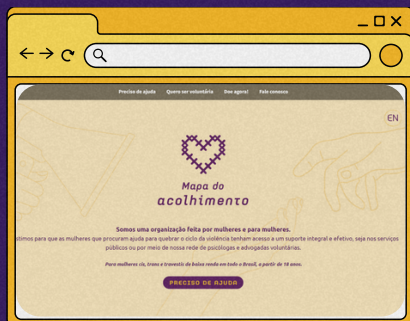 Preciso de ajuda Quero ser voluntária Doe agora! Fale conosco
EN
Mapa do
acolhimento
Somos uma organização feita por mulheres e para mulheres.
stimos para que as mulheres que procuram ajuda para quebrar o ciclo da violência tenham acesso a um suporte integral e efetivo, seja nos serviços
públicos ou por meio de nossa rede de psicólogas e advogadas voluntárias.
Para mulheres cis, trans e travestis de baixa renda em todo o Brasil, a partir de 18 anos.
PRECISO DE AJUDA